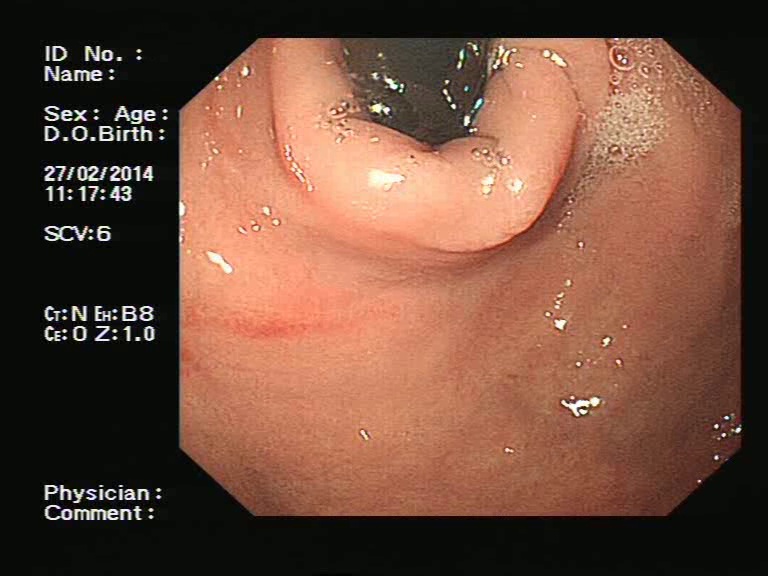 ID No. :
Name:
Sex: Age:
D.O.Birth:
27/02/2014
11:17:43
SCV:6
CT:N EH:B8
CE:0 Z:1.0
Physician:
Comment: